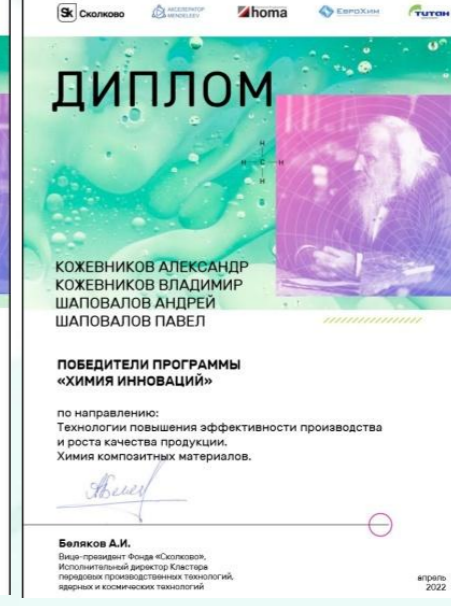 Sk Сколково
АКСЕЛЕРАТОР
MENDELEEV
homa
ЕвроХим
титан
ДИПЛОМ
H
H C H
H
КОЖЕВНИКОВ АЛЕКСАНДР
КОЖЕВНИКОВ ВЛАДИМИР
ШАПОВАЛОВ АНДРЕЙ
ШАПОВАЛОВ ПАВЕЛ
ПОБЕДИТЕЛИ ПРОГРАММЫ
«ХИМИЯ ИННОВАЦИЙ»
по направлению:
Технологии повышения эффективности производства
и роста качества продукции.
Химия композитных материалов.
Беляков А.И.
Вице-президент Фонда «Сколково»,
Исполнительный директор Кластера
передовых производственных технологий,
ядерных и космических технологий
апрель
2022